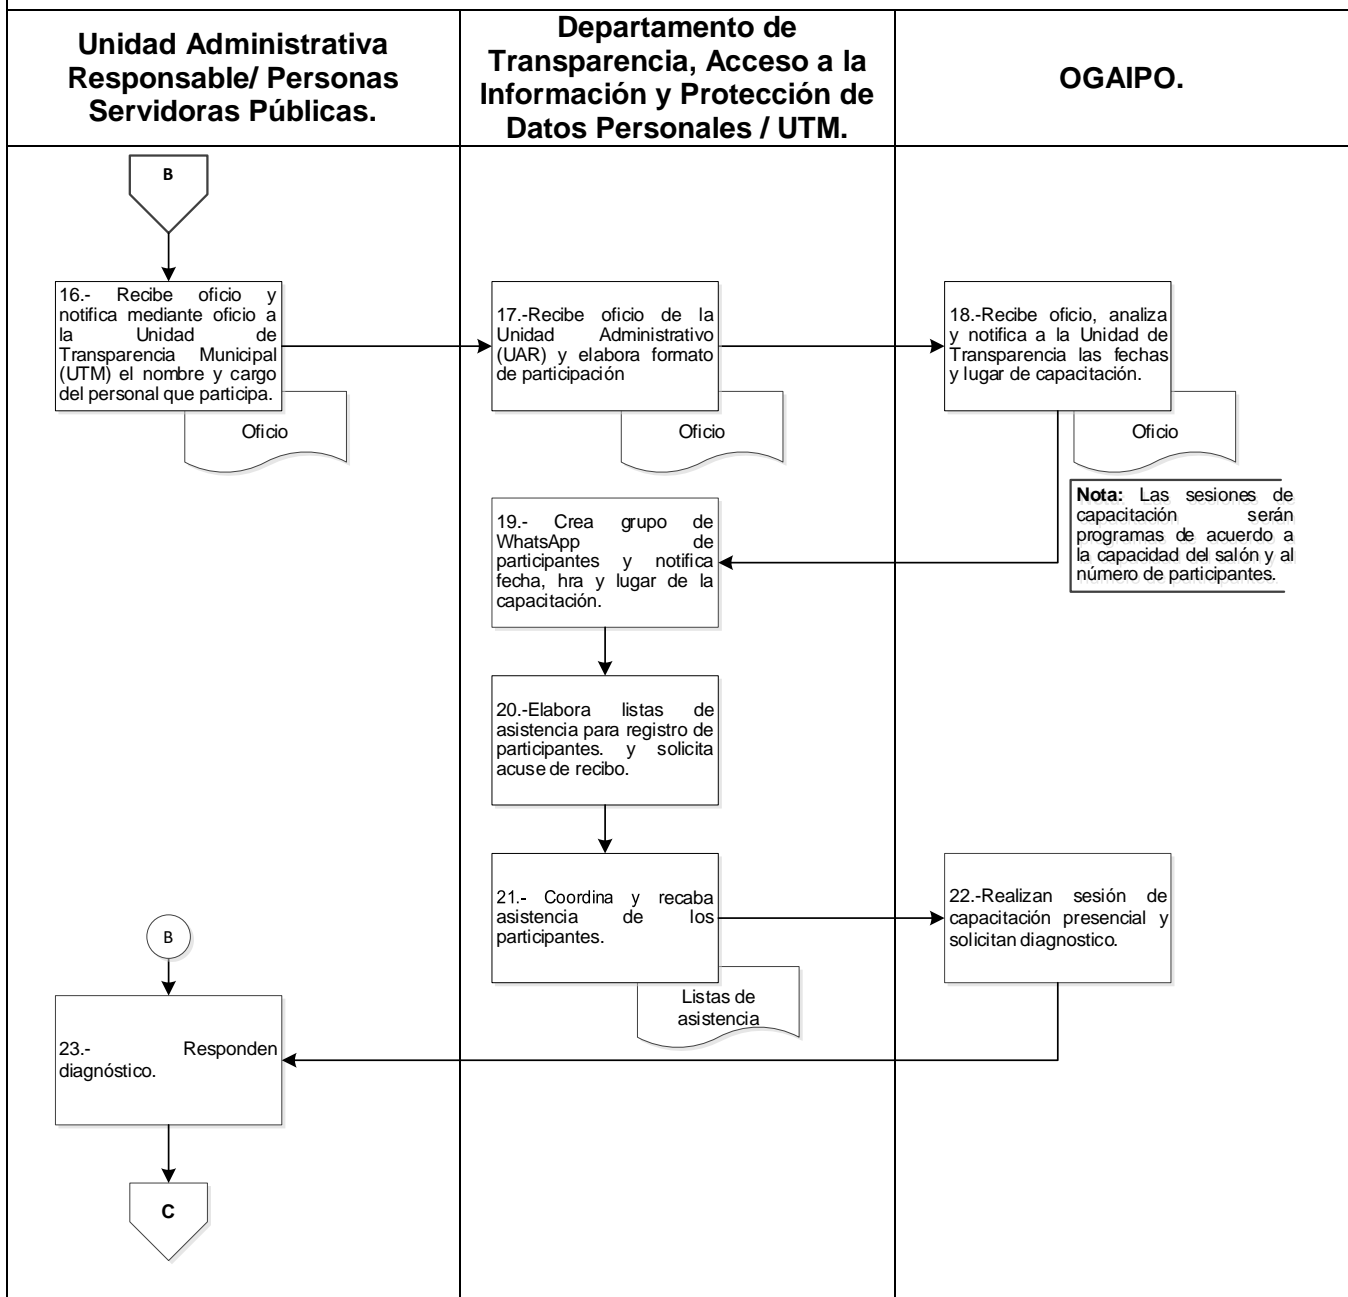 Unidad Administrativa
Responsable/ Personas
Servidoras Públicas.
Departamento de
Transparencia, Acceso a la
Información y Protección de
Datos Personales / UTM.
OGAIPO.
B
16.- Recibe oficio y
notifica mediante oficio a
la Unidad de
Transparencia Municipal
(UTM) el nombre y cargo
del personal que participa.
Oficio
17.-Recibe oficio de la
Unidad Administrativo
(UAR) y elabora formato
de participación
Oficio
18.-Recibe oficio, analiza
y notifica a la Unidad de
Transparencia las fechas
y lugar de capacitación.
Oficio
Nota: Las sesiones de
capacitación serán
programas de acuerdo a
la capacidad del salón y al
número de participantes.
19.- Crea grupo de
WhatsApp de
participantes y notifica
fecha, hra y lugar de la
capacitación.
20.-Elabora listas de
asistencia para registro de
participantes. y solicita
acuse de recibo.
21.- Coordina y recaba
asistencia de los
participantes.
Listas de
asistencia
22.-Realizan sesión de
capacitación presencial y
solicitan diagnostico.
B
23.- Responden
diagnóstico.
C